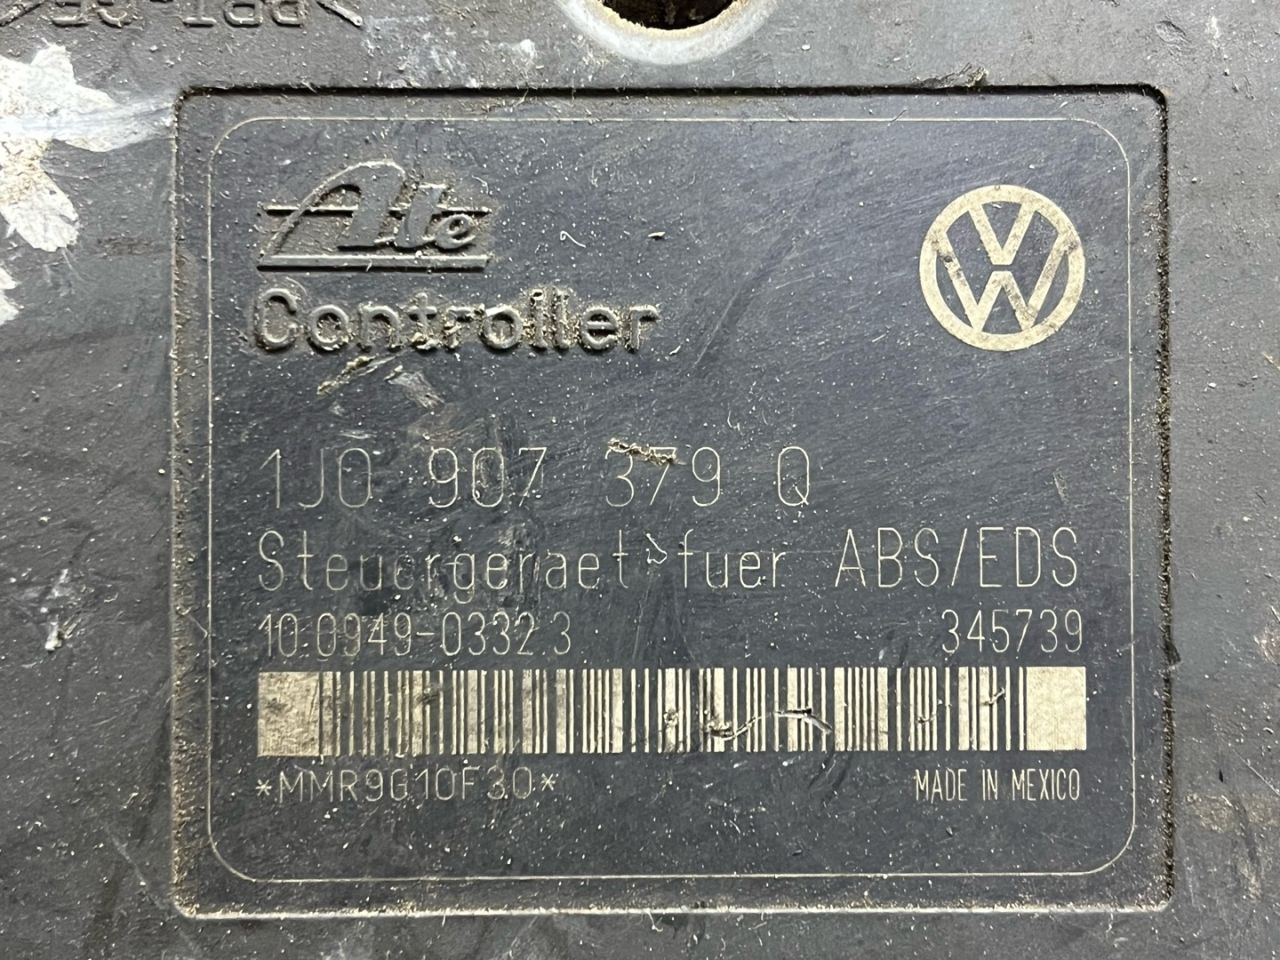 Ate
Controller
1J0 907 379 Q
Steuergeraet fuer ABS/EDS
10.0949-0332.3 345739
*MMR9G10F30*
MADE IN MEXICO